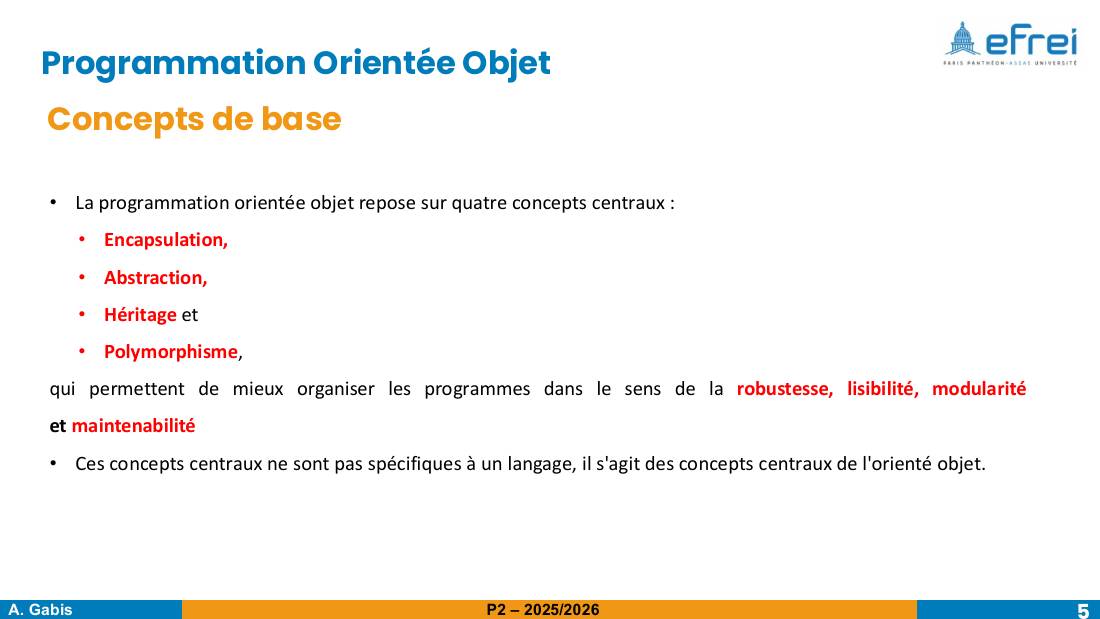 efrei
PARIS PANTHÉON-ASSAS UNIVERSITÉ
Programmation Orientée Objet
Concepts de base
• La programmation orientée objet repose sur quatre concepts centraux :
• Encapsulation,
• Abstraction,
• Héritage et
• Polymorphisme,
qui permettent de mieux organiser les programmes dans le sens de la robustesse, lisibilité, modularité
et maintenabilité
• Ces concepts centraux ne sont pas spécifiques à un langage, il s'agit des concepts centraux de l'orienté objet.
A. Gabis
P2 – 2025/2026
5